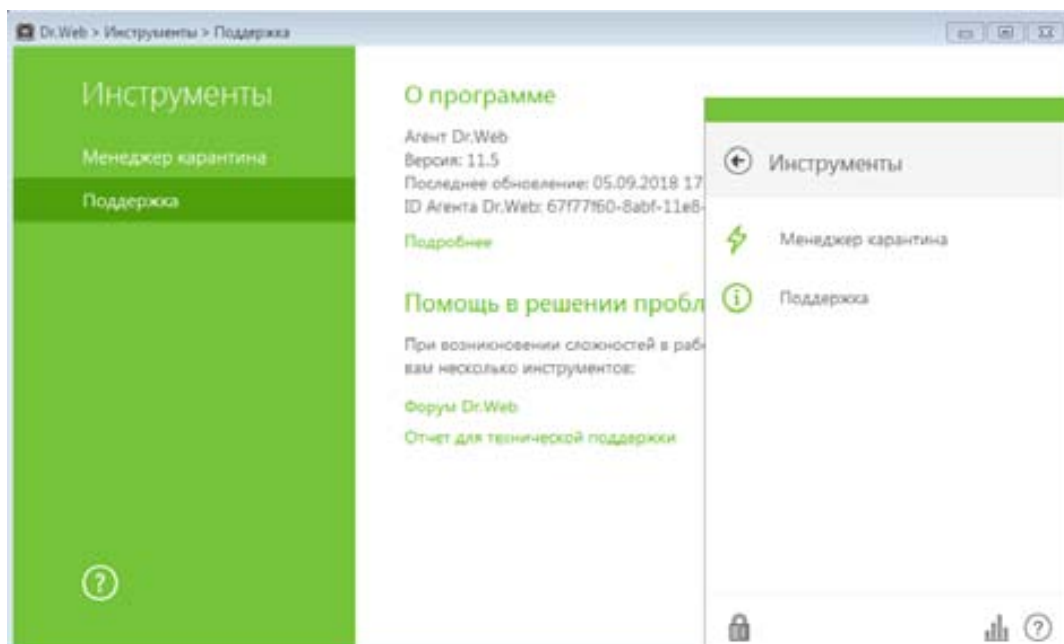 Dr.Web > Инструменты > Поддержка
Инструменты
Менеджер карантина
Поддержка
О программе
Агент Dr.Web
Версия: 11.5
Последнее обновление: 05.09.2018 17
ID Агента Dr.Web: 67f77f60-8abf-11e8-
Подробнее
Помощь в решении пробл
При возникновении сложностей в раб
вам несколько инструментов:
Форум Dr.Web
Отчет для технической поддержки
Инструменты
Менеджер карантина
Поддержка